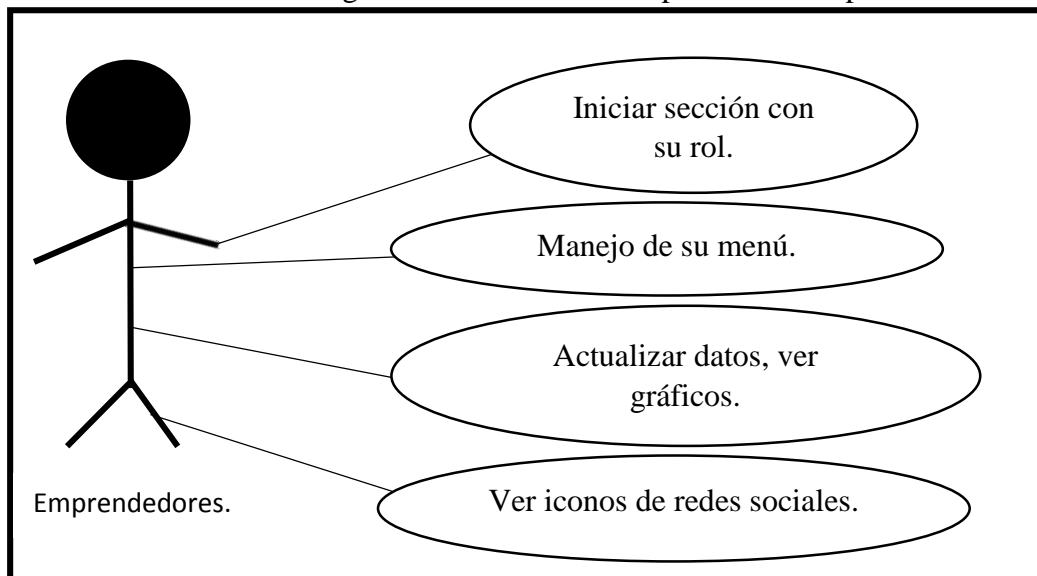 Iniciar sección con
su rol.
Manejo de su menú.
Actualizar datos, ver
gráficos.
Ver iconos de redes sociales.
Emprendedores.